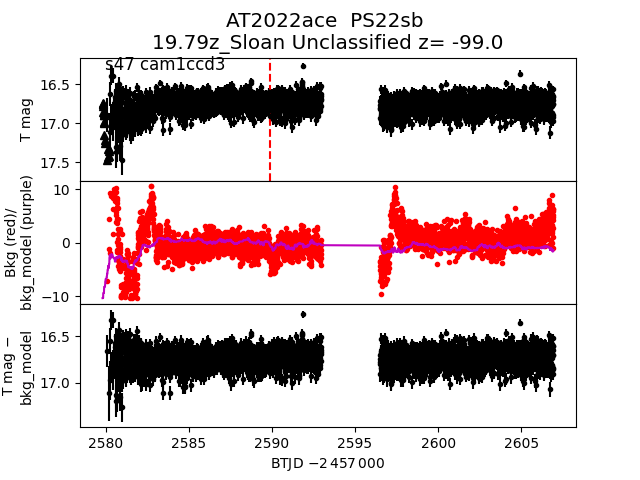 AT2022ace  PS22sb
19.79z_Sloan Unclassified z= -99.0
s47 cam1ccd3
16.5
17.0
17.5
T mag
10
0
−10
Bkg (red)/
bkg_model (purple)
16.5
17.0
T mag −
bkg_model
2580 2585 2590 2595 2600 2605
BTJD −2 457 000